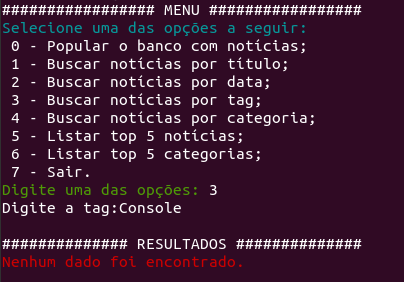 ################# MENU #################
Selecione uma das opções a seguir:
0 - Popular o banco com notícias;
1 - Buscar notícias por título;
2 - Buscar notícias por data;
3 - Buscar notícias por tag;
4 - Buscar notícias por categoria;
5 - Listar top 5 notícias;
6 - Listar top 5 categorias;
7 - Sair.
Digite uma das opções: 3
Digite a tag:Console
############## RESULTADOS ##############
Nenhum dado foi encontrado.